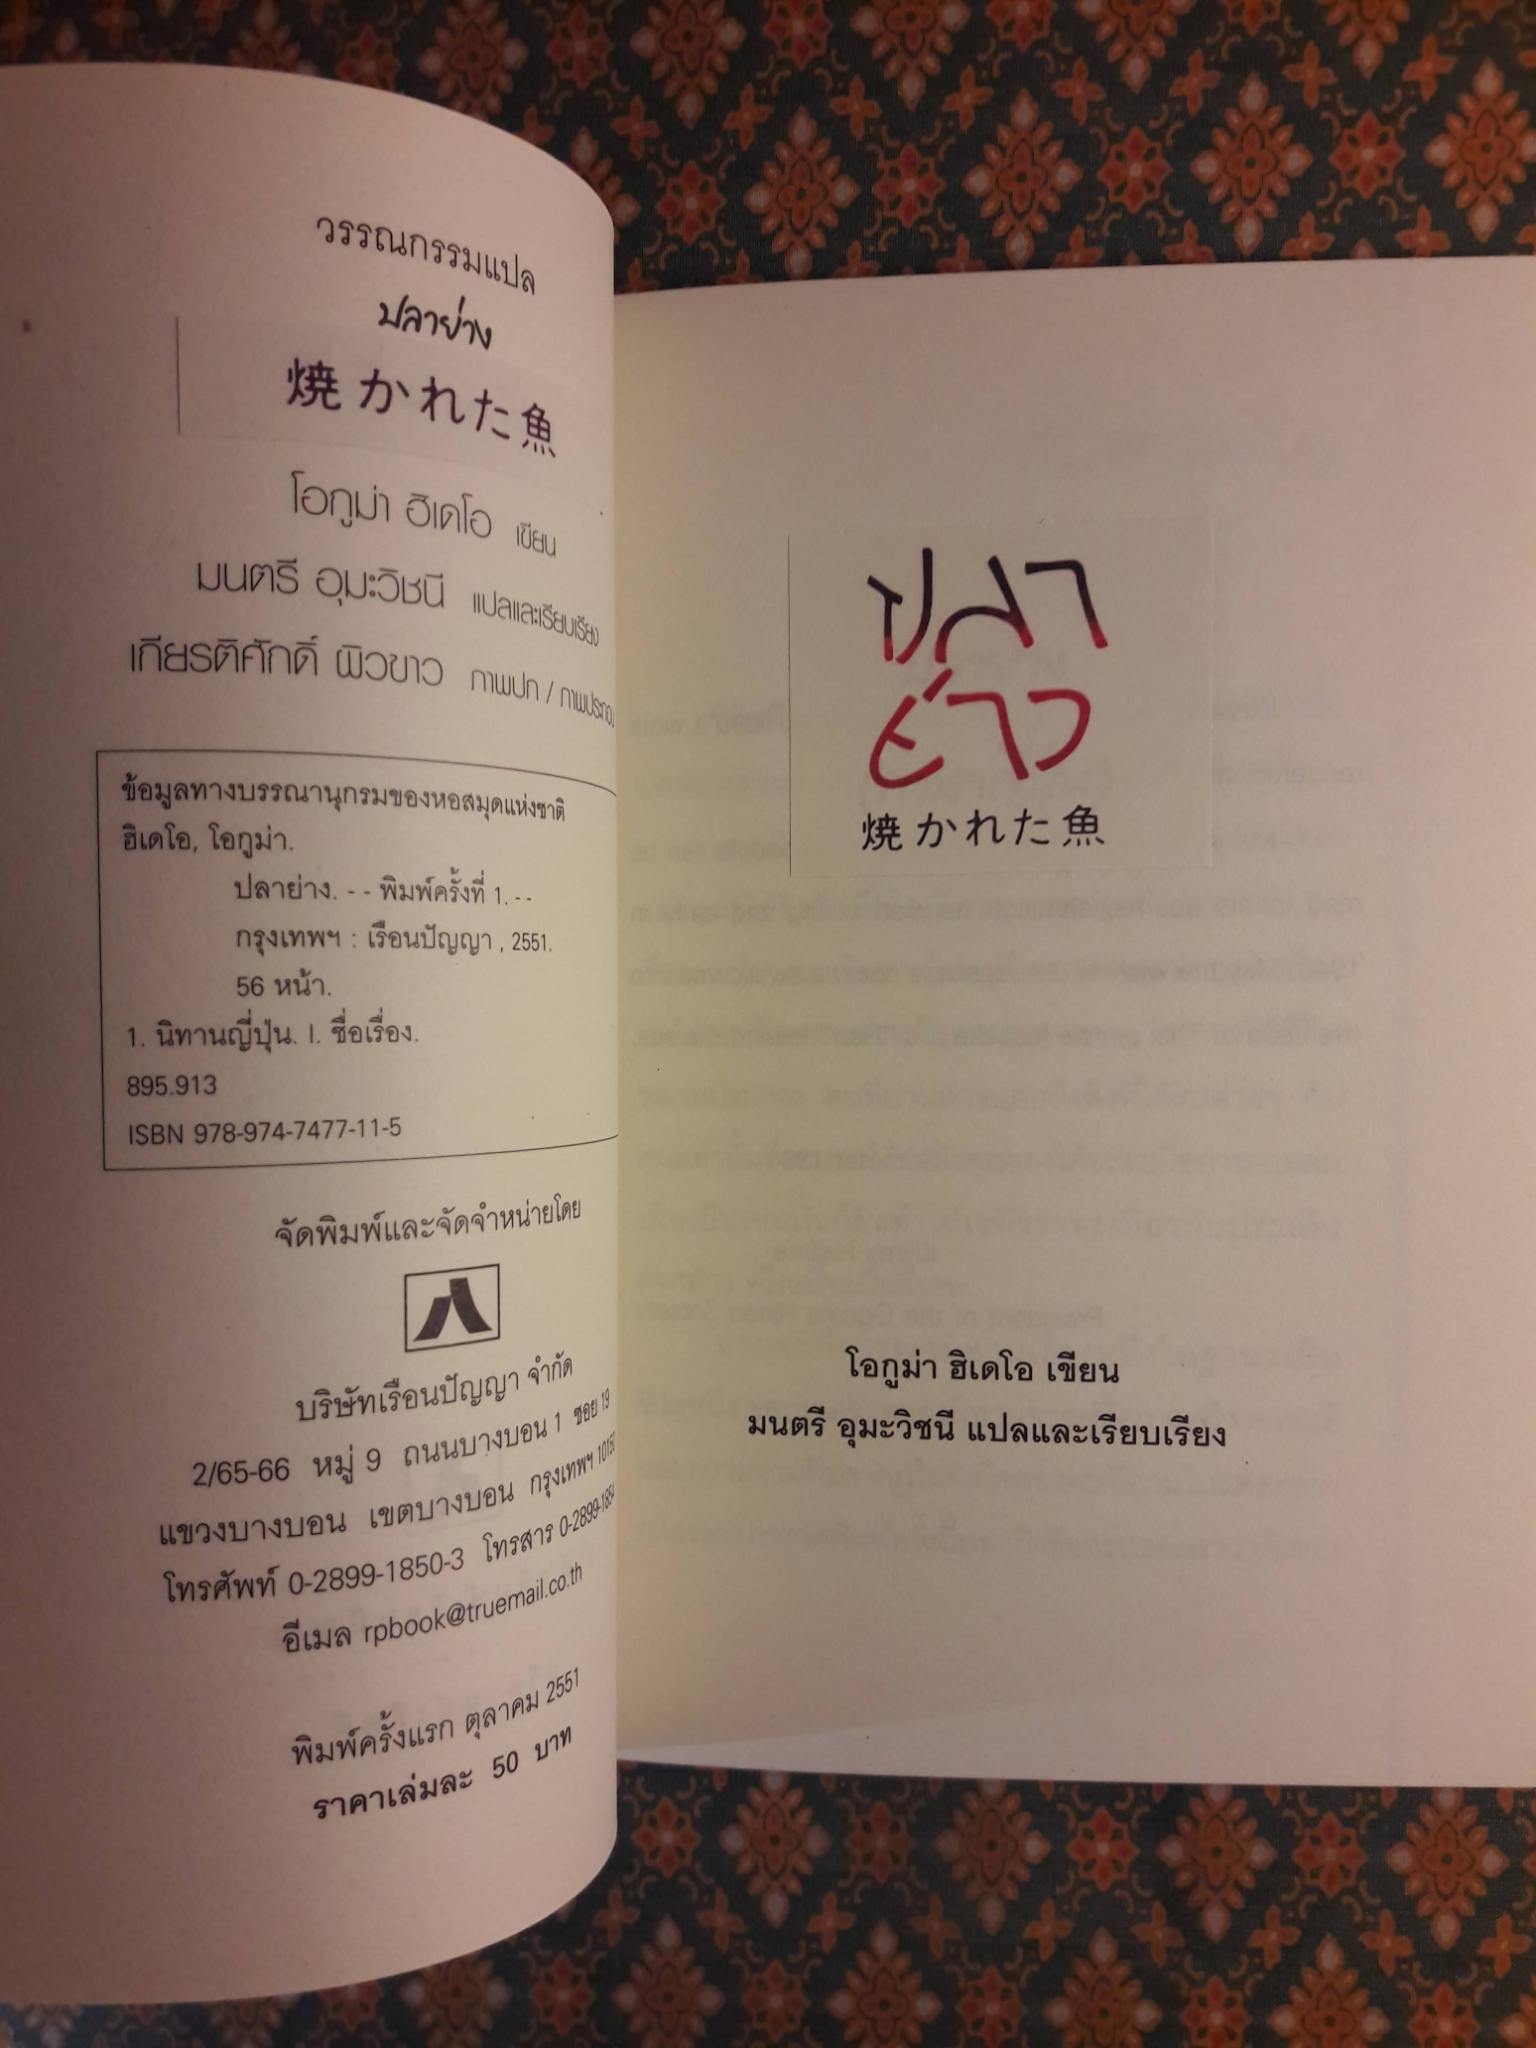 วรรณกรรมแปล
ปลาย่าง
焼かれた魚
โอกูม่า ฮิเดโอ เขียน
มนตรี อุมะวิชนี แปลและเรียบเรียง
เกียรติศักดิ์ ผิวขาว ภาพปก / ภาพประกอบ
ข้อมูลทางบรรณานุกรมของหอสมุดแห่งชาติ
ฮิเดโอ, โอกูม่า.
ปลาย่าง. - - พิมพ์ครั้งที่ 1. - -
กรุงเทพฯ : เรือนปัญญา , 2551.
56 หน้า.
1. นิทานญี่ปุ่น. I. ชื่อเรื่อง.
895.913
ISBN 978-974-7477-11-5
จัดพิมพ์และจัดจำหน่ายโดย
บริษัทเรือนปัญญา จำกัด
2/65-66 หมู่ 9 ถนนบางบอน 1 ซอย 19
แขวงบางบอน เขตบางบอน กรุงเทพฯ 10150
โทรศัพท์ 0-2899-1850-3 โทรสาร 0-2899-1854
อีเมล rpbook@truemail.co.th
พิมพ์ครั้งแรก ตุลาคม 2551
ราคาเล่มละ 50 บาท
ปลา
ย่าง
焼かれた魚
โอกูม่า ฮิเดโอ เขียน
มนตรี อุมะวิชนี แปลและเรียบเรียง